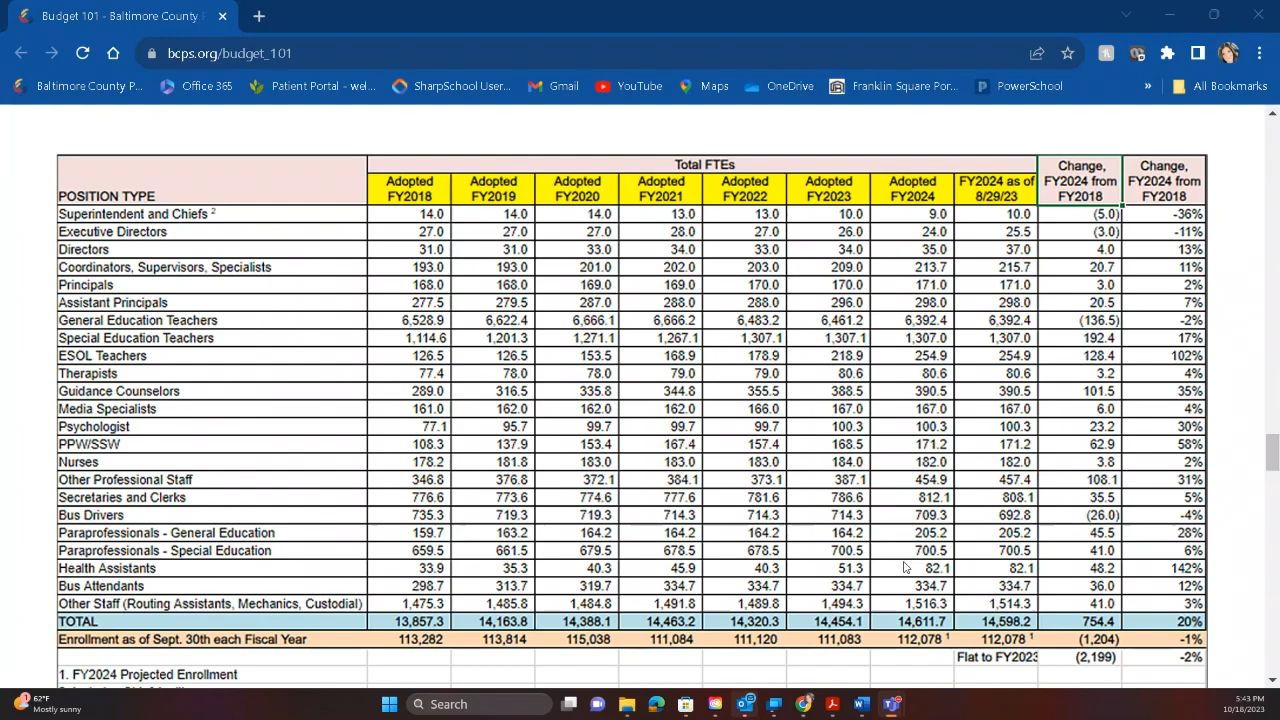 Budget 101 - Baltimore County
bcps.org/budget_101
Baltimore County P... Office 365 Patient Portal - wel... SharpSchool User... Gmail YouTube Maps OneDrive Franklin Square Por... PowerSchool » All Bookmarks
Total FTEs
POSITION TYPE Adopted FY2018 Adopted FY2019 Adopted FY2020 Adopted FY2021 Adopted FY2022 Adopted FY2023 Adopted FY2024 FY2024 as of 8/29/23 Change, FY2024 from FY2018 Change, FY2024 from FY2018
Superintendent and Chiefs 2 14.0 14.0 14.0 13.0 13.0 10.0 9.0 10.0 (5.0) -36%
Executive Directors 27.0 27.0 27.0 28.0 27.0 26.0 24.0 25.5 (3.0) -11%
Directors 31.0 31.0 33.0 34.0 33.0 34.0 35.0 37.0 4.0 13%
Coordinators, Supervisors, Specialists 193.0 193.0 201.0 202.0 203.0 209.0 213.7 215.7 20.7 11%
Principals 168.0 168.0 169.0 169.0 170.0 170.0 171.0 171.0 3.0 2%
Assistant Principals 277.5 279.5 287.0 288.0 288.0 296.0 298.0 298.0 20.5 7%
General Education Teachers 6,528.9 6,622.4 6,666.1 6,666.2 6,483.2 6,461.2 6,392.4 6,392.4 (136.5) -2%
Special Education Teachers 1,114.6 1,201.3 1,271.1 1,267.1 1,307.1 1,307.1 1,307.0 1,307.0 192.4 17%
ESOL Teachers 126.5 126.5 153.5 168.9 178.9 218.9 254.9 254.9 128.4 102%
Therapists 77.4 78.0 78.0 79.0 79.0 80.6 80.6 80.6 3.2 4%
Guidance Counselors 289.0 316.5 335.8 344.8 355.5 388.5 390.5 390.5 101.5 35%
Media Specialists 161.0 162.0 162.0 162.0 166.0 167.0 167.0 167.0 6.0 4%
Psychologist 77.1 95.7 99.7 99.7 99.7 100.3 100.3 100.3 23.2 30%
PPW/SSW 108.3 137.9 153.4 167.4 157.4 168.5 171.2 171.2 62.9 58%
Nurses 178.2 181.8 183.0 183.0 183.0 184.0 182.0 182.0 3.8 2%
Other Professional Staff 346.8 376.8 372.1 384.1 373.1 387.1 454.9 457.4 108.1 31%
Secretaries and Clerks 776.6 773.6 774.6 777.6 781.6 786.6 812.1 808.1 35.5 5%
Bus Drivers 735.3 719.3 719.3 714.3 714.3 714.3 709.3 692.8 (26.0) -4%
Paraprofessionals - General Education 159.7 163.2 164.2 164.2 164.2 164.2 205.2 205.2 45.5 28%
Paraprofessionals - Special Education 659.5 661.5 679.5 678.5 678.5 700.5 700.5 700.5 41.0 6%
Health Assistants 33.9 35.3 40.3 45.9 40.3 51.3 82.1 82.1 48.2 142%
Bus Attendants 298.7 313.7 319.7 334.7 334.7 334.7 334.7 334.7 36.0 12%
Other Staff (Routing Assistants, Mechanics, Custodial) 1,475.3 1,485.8 1,484.8 1,491.8 1,489.8 1,494.3 1,516.3 1,514.3 41.0 3%
TOTAL 13,857.3 14,163.8 14,388.1 14,463.2 14,320.3 14,454.1 14,611.7 14,598.2 754.4 20%
Enrollment as of Sept. 30th each Fiscal Year 113,282 113,814 115,038 111,084 111,120 111,083 112,078 1 112,078 1 (1,204) -1%
Flat to FY2023 (2,199) -2%
1. FY2024 Projected Enrollment
62°F
Mostly sunny
Search
5:43 PM
10/18/2023